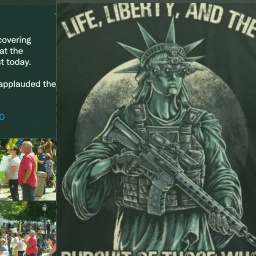 covering
at the
t today.
applauded the
LIFE, LIBERTY, AND THE
PURSUIT OF THOSE WHO